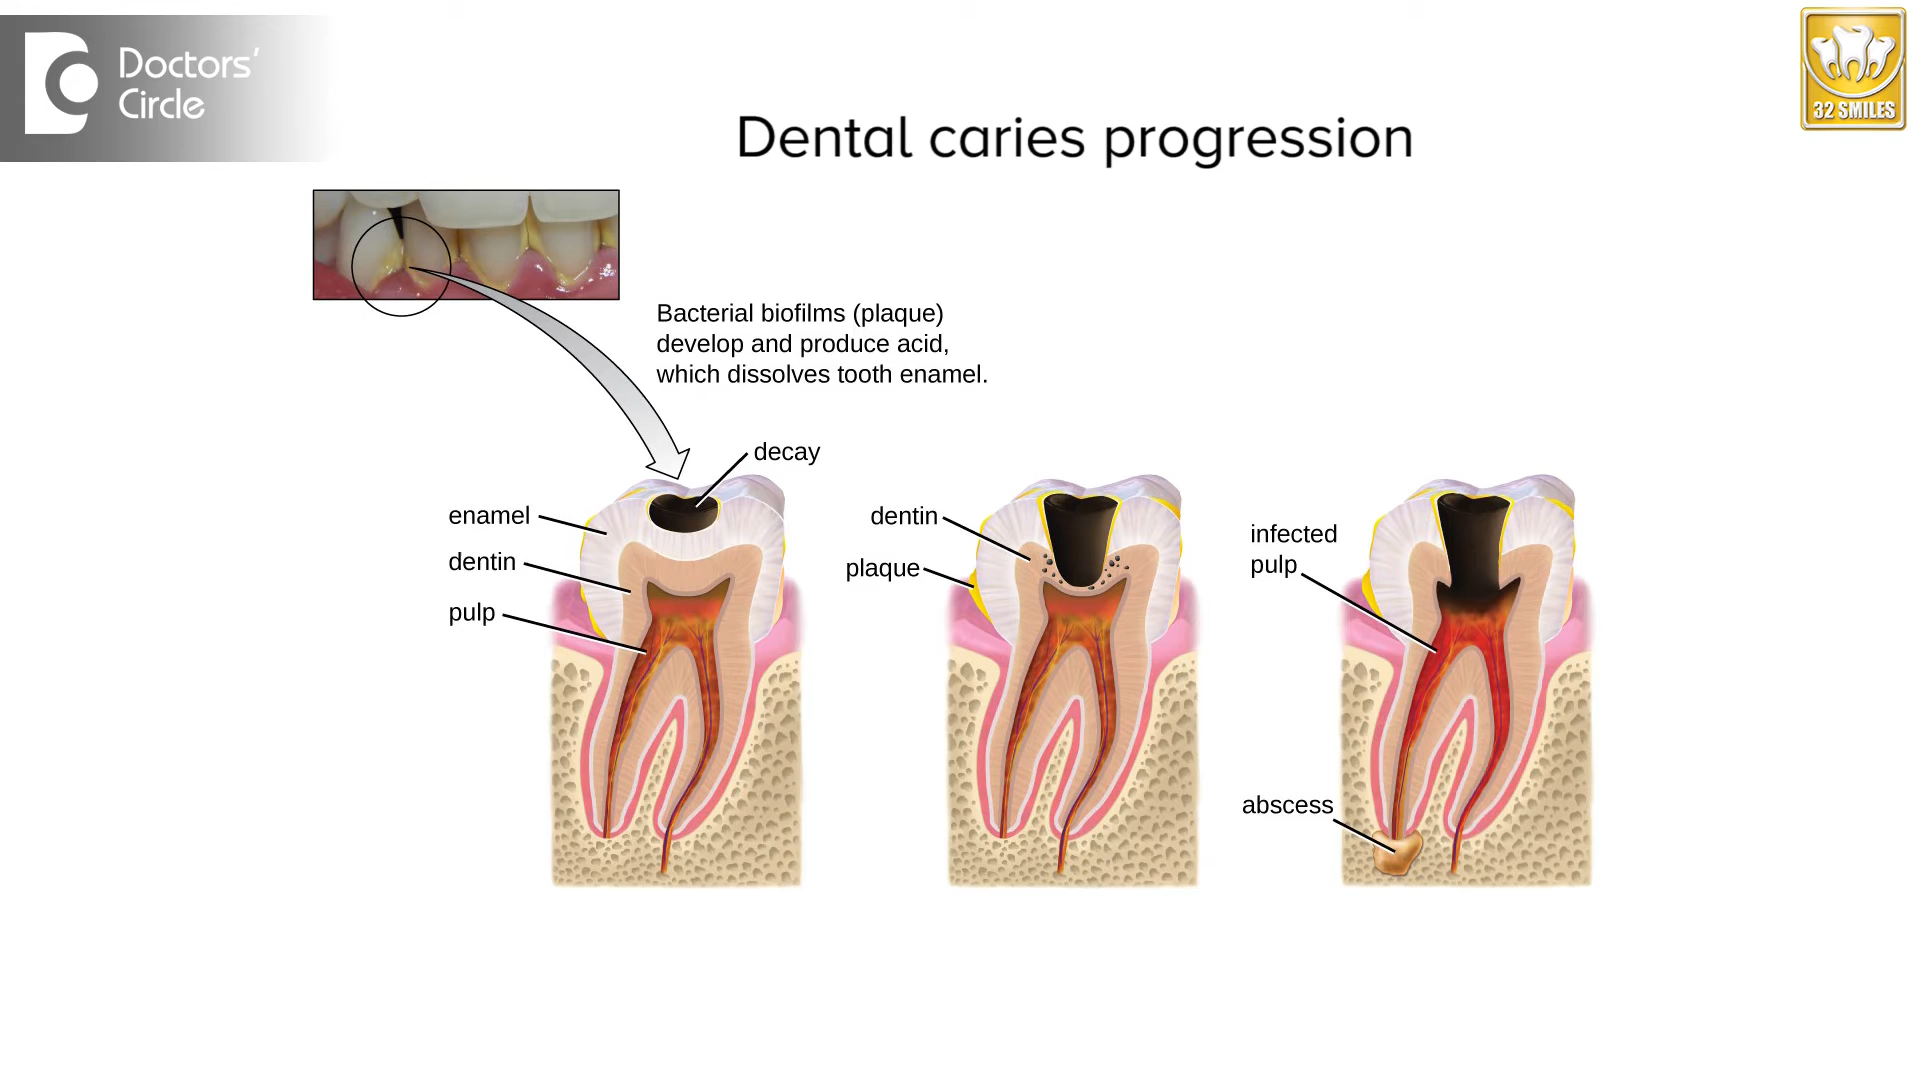 Doctors'
Circle
32 SMILES
Dental caries progression
Bacterial biofilms (plaque)
develop and produce acid,
which dissolves tooth enamel.
decay
enamel
dentin
pulp
dentin
plaque
infected
pulp
abscess